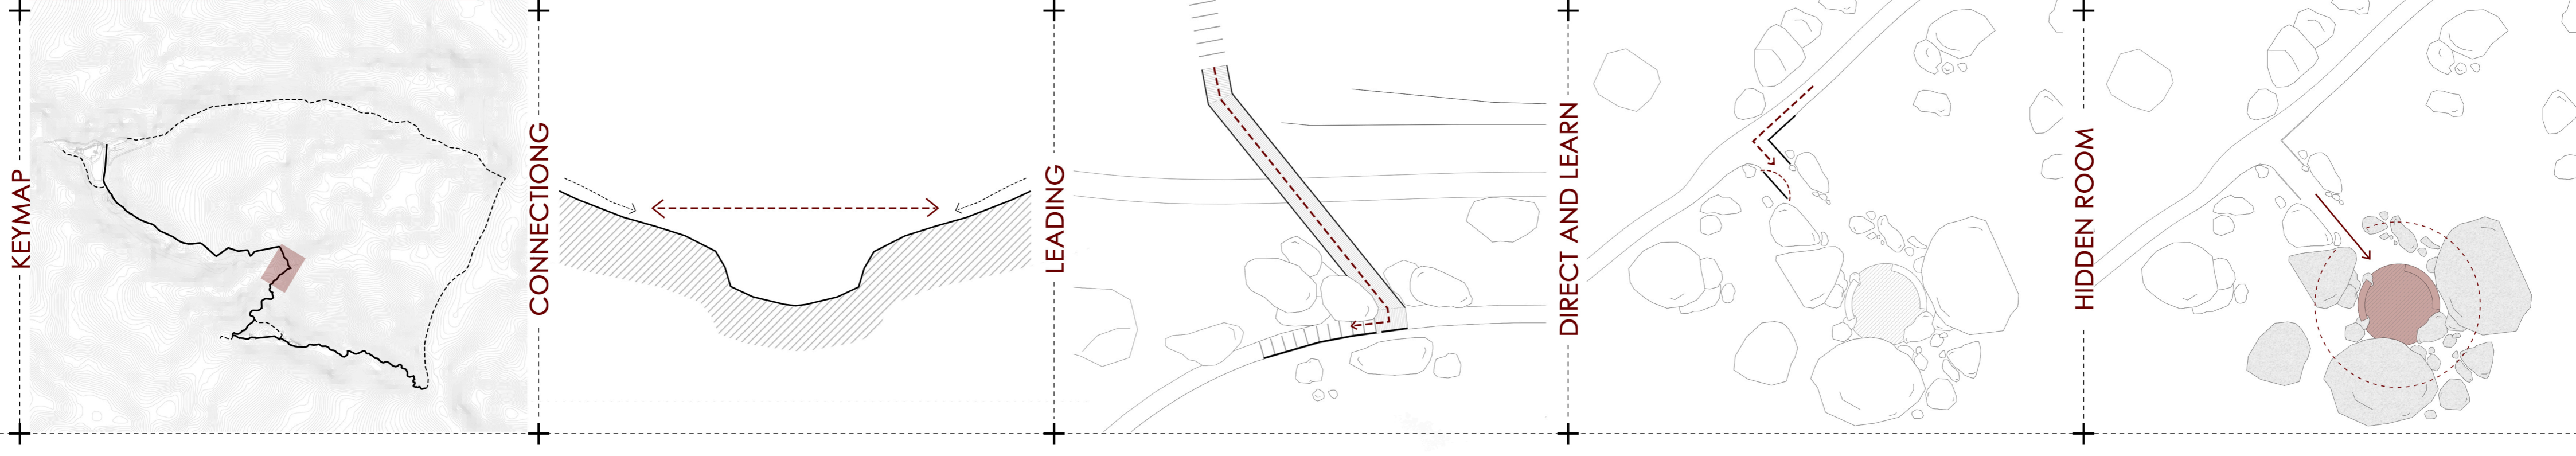 KEYMAP
CONNECTIONG
LEADING
DIRECT AND LEARN
HIDDEN ROOM